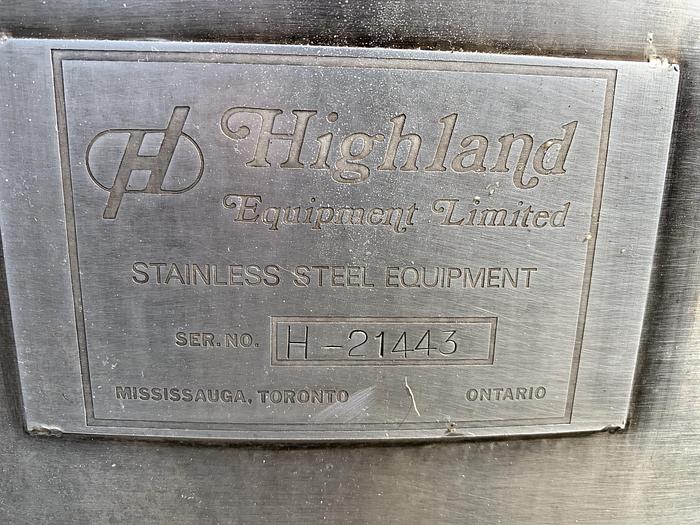 H
Highland
Equipment Limited
STAINLESS STEEL EQUIPMENT
SER. NO. H-21443
MISSISSAUGA, TORONTO ONTARIO